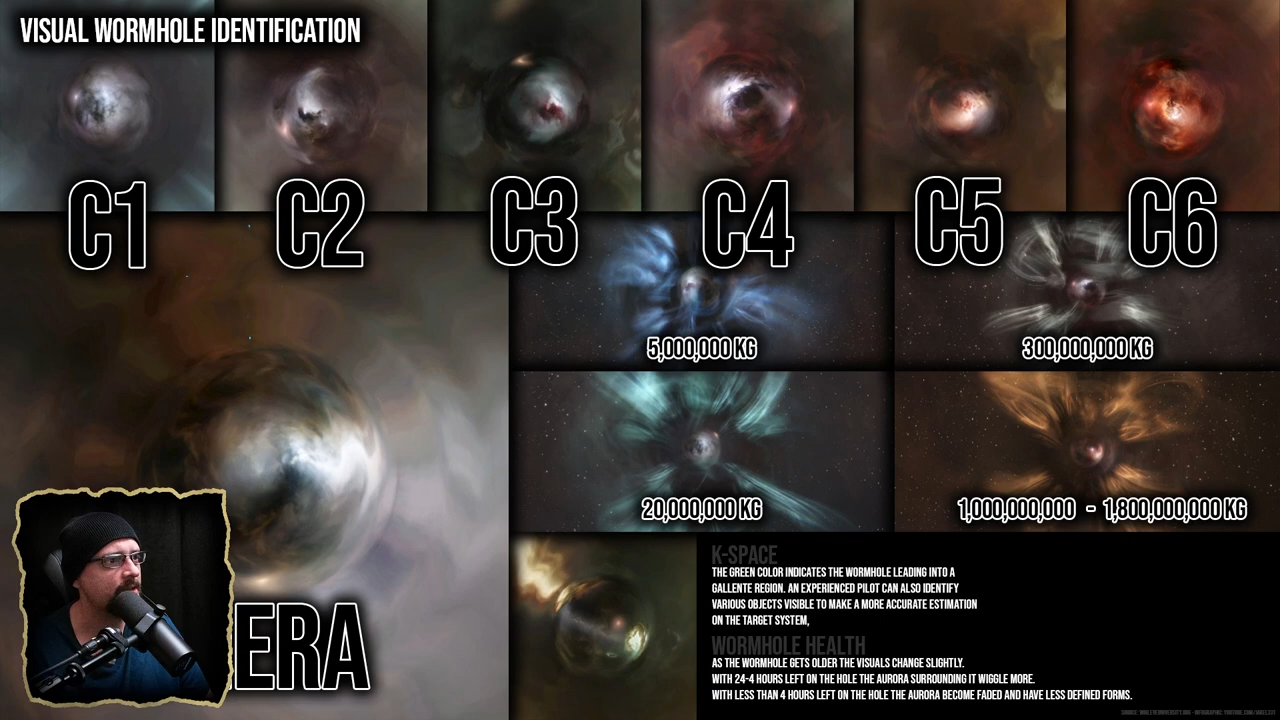 VISUAL WORMHOLE IDENTIFICATION
C1
C2
C3
C4
C5
C6
5,000,000 KG
300,000,000 KG
20,000,000 KG
1,000,000,000 - 1,800,000,000 KG
ERA
K-SPACE
THE GREEN COLOR INDICATES THE WORMHOLE LEADING INTO A
GALLENTE REGION. AN EXPERIENCED PILOT CAN ALSO IDENTIFY
VARIOUS OBJECTS VISIBLE TO MAKE A MORE ACCURATE ESTIMATION
ON THE TARGET SYSTEM,
WORMHOLE HEALTH
AS THE WORMHOLE GETS OLDER THE VISUALS CHANGE SLIGHTLY.
WITH 24-4 HOURS LEFT ON THE HOLE THE AURORA SURROUNDING IT WIGGLE MORE.
WITH LESS THAN 4 HOURS LEFT ON THE HOLE THE AURORA BECOME FADED AND HAVE LESS DEFINED FORMS.